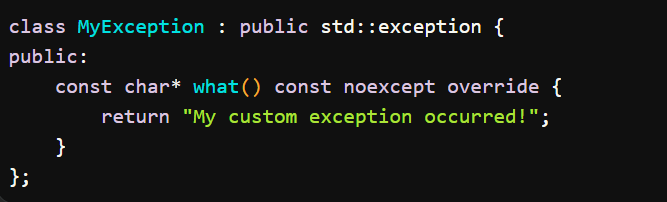 class MyException : public std::exception {
public:
    const char* what() const noexcept override {
        return "My custom exception occurred!";
    }
};